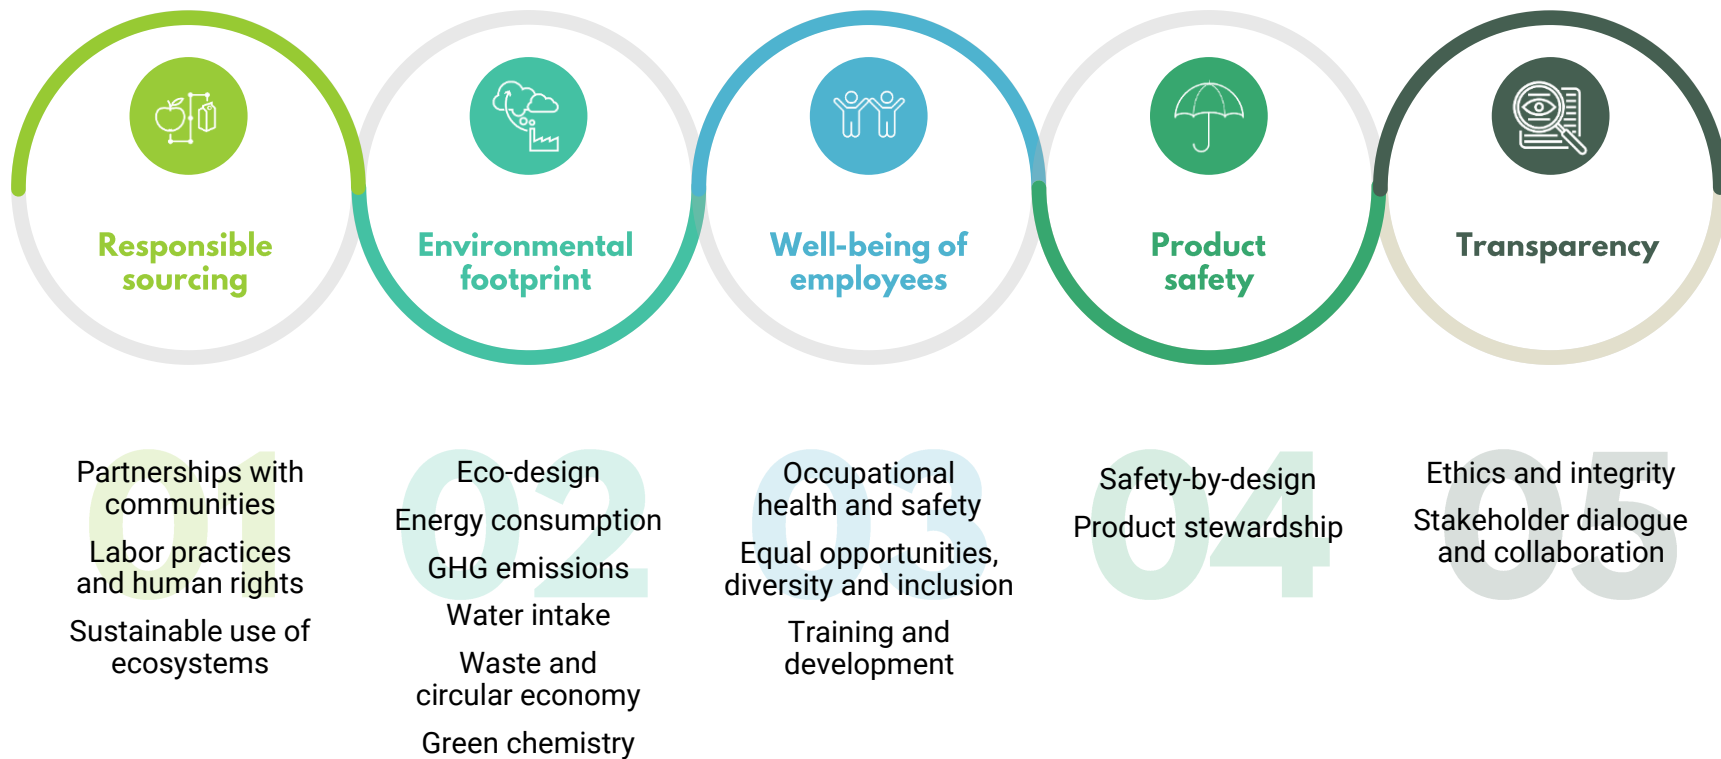 Responsible
sourcing
Environmental
footprint
Well-being of
employees
Product
safety
Transparency
01
Partnerships with
communities
Labor practices
and human rights
Sustainable use of
ecosystems
02
Eco-design
Energy consumption
GHG emissions
Water intake
Waste and
circular economy
Green chemistry
03
Occupational
health and safety
Equal opportunities,
diversity and inclusion
Training and
development
04
Safety-by-design
Product stewardship
05
Ethics and integrity
Stakeholder dialogue
and collaboration